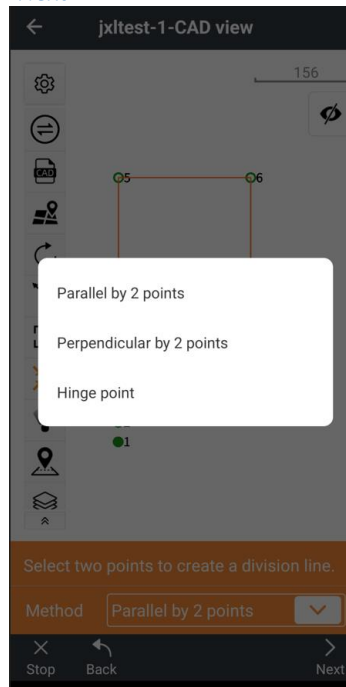 jxltest-1-CAD view
156
CAD
5
6
Parallel by 2 points
Perpendicular by 2 points
Hinge point
1
Select two points to create a division line.
Method
Parallel by 2 points
Stop
Back
Next